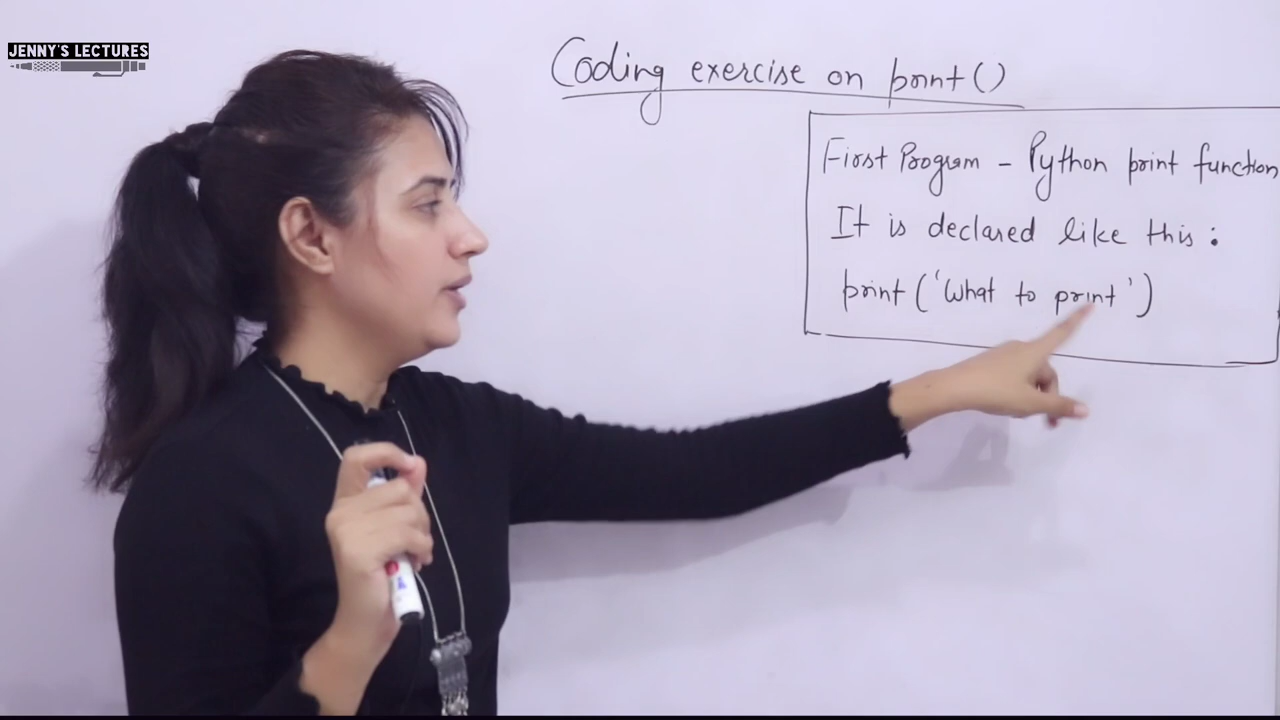 JENNY'S LECTURES
Coding exercise on print()
First Program - Python print function
It is declared like this:
print('What to print')